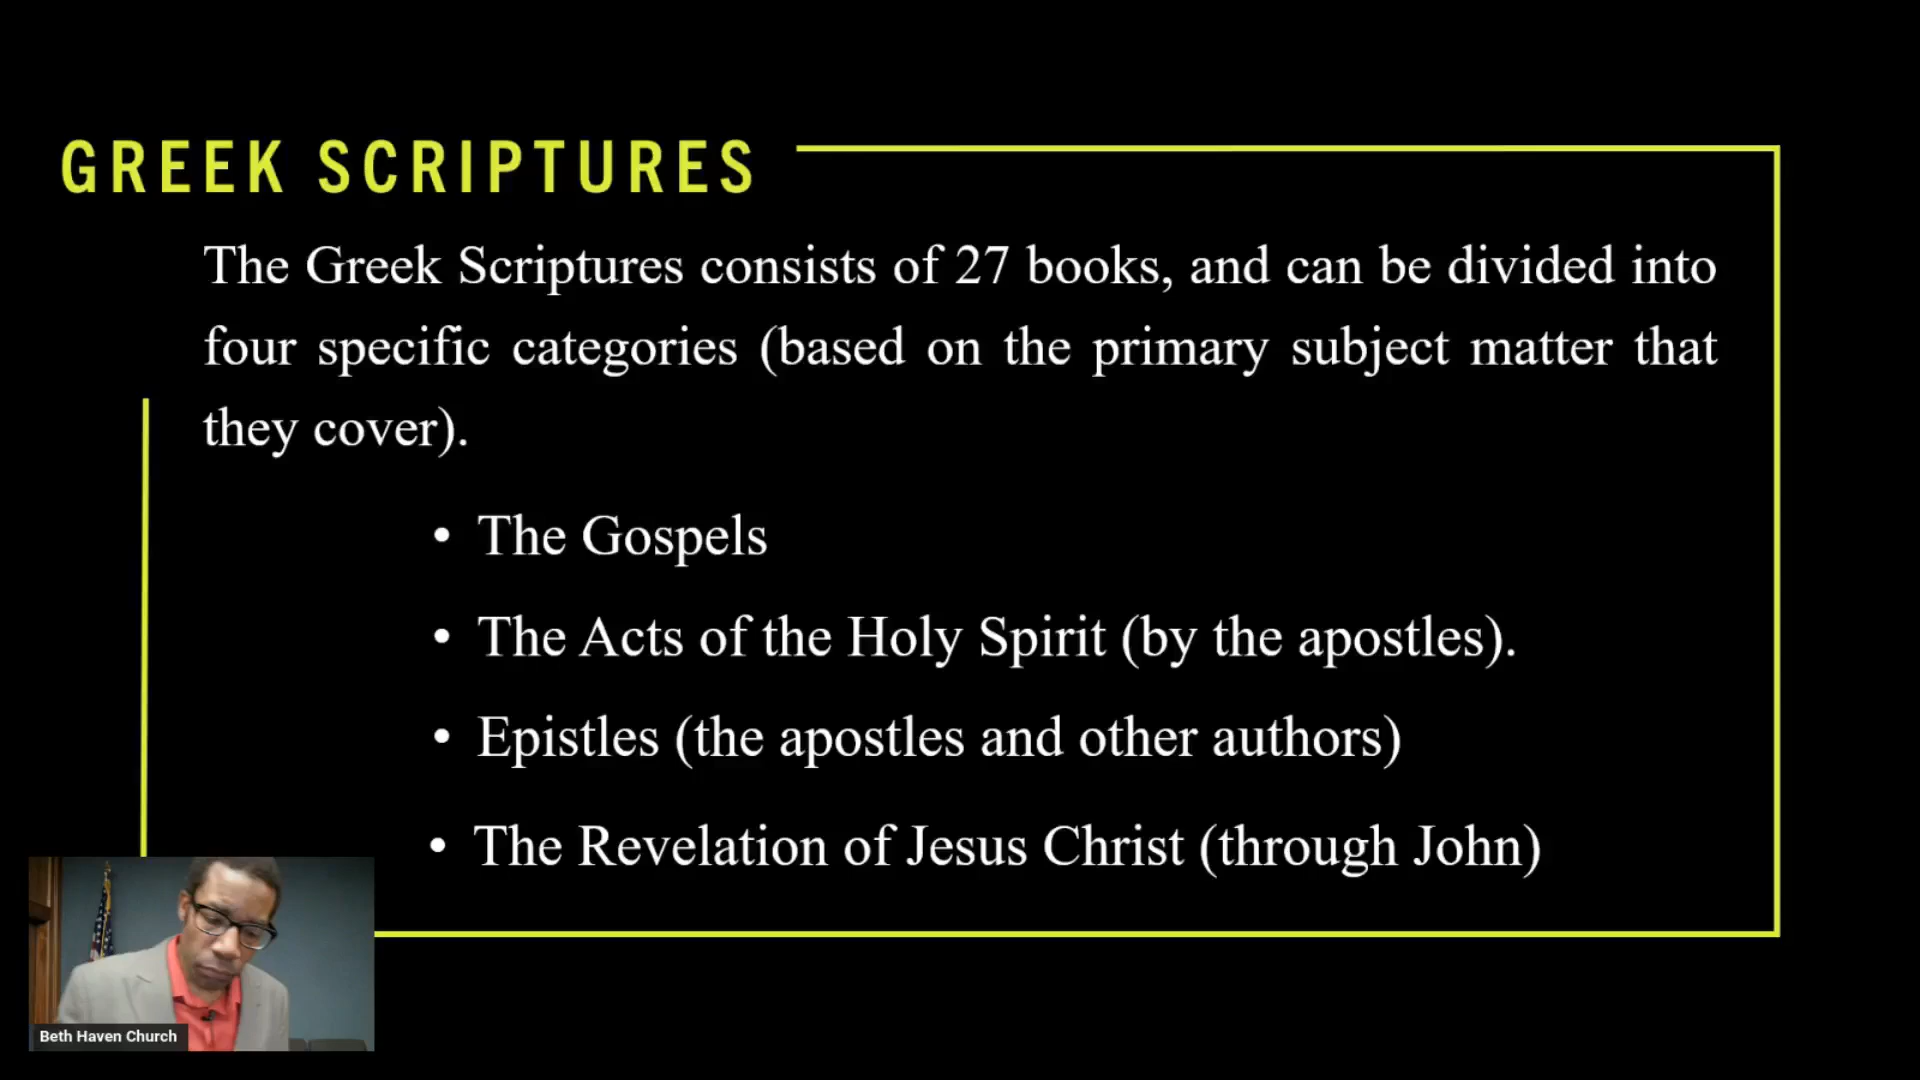 GREEK SCRIPTURES
The Greek Scriptures consists of 27 books, and can be divided into
four specific categories (based on the primary subject matter that
they cover).
• The Gospels
• The Acts of the Holy Spirit (by the apostles).
• Epistles (the apostles and other authors)
• The Revelation of Jesus Christ (through John)
Beth Haven Church